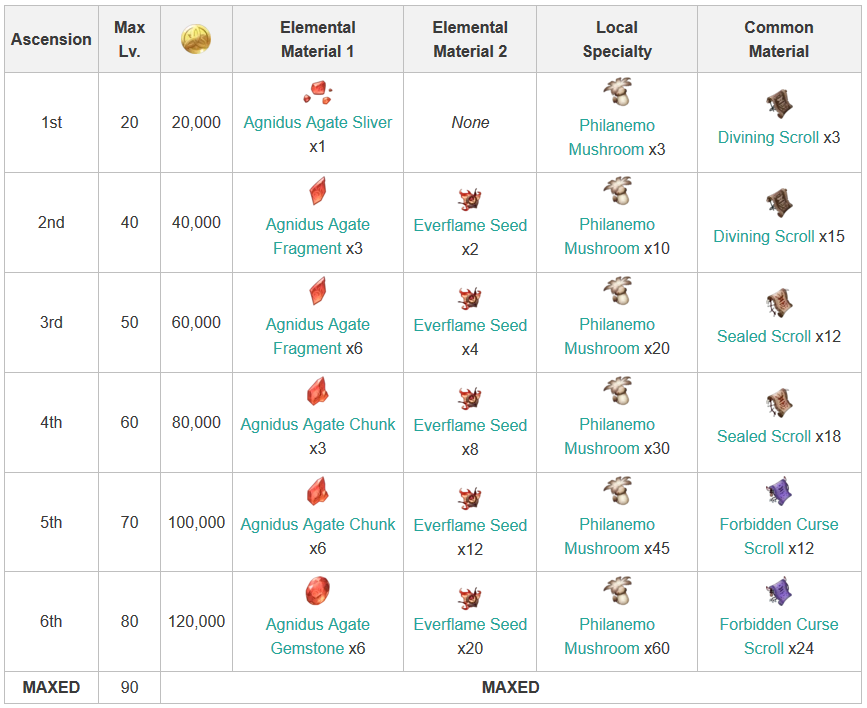 Ascension Max Lv. Elemental Material 1 Elemental Material 2 Local Specialty Common Material
1st 20 20,000 Agnidus Agate Sliver x1 None Philanemo Mushroom x3 Divining Scroll x3
2nd 40 40,000 Agnidus Agate Fragment x3 Everflame Seed x2 Philanemo Mushroom x10 Divining Scroll x15
3rd 50 60,000 Agnidus Agate Fragment x6 Everflame Seed x4 Philanemo Mushroom x20 Sealed Scroll x12
4th 60 80,000 Agnidus Agate Chunk x3 Everflame Seed x8 Philanemo Mushroom x30 Sealed Scroll x18
5th 70 100,000 Agnidus Agate Chunk x6 Everflame Seed x12 Philanemo Mushroom x45 Forbidden Curse Scroll x12
6th 80 120,000 Agnidus Agate Gemstone x6 Everflame Seed x20 Philanemo Mushroom x60 Forbidden Curse Scroll x24
MAXED 90 MAXED